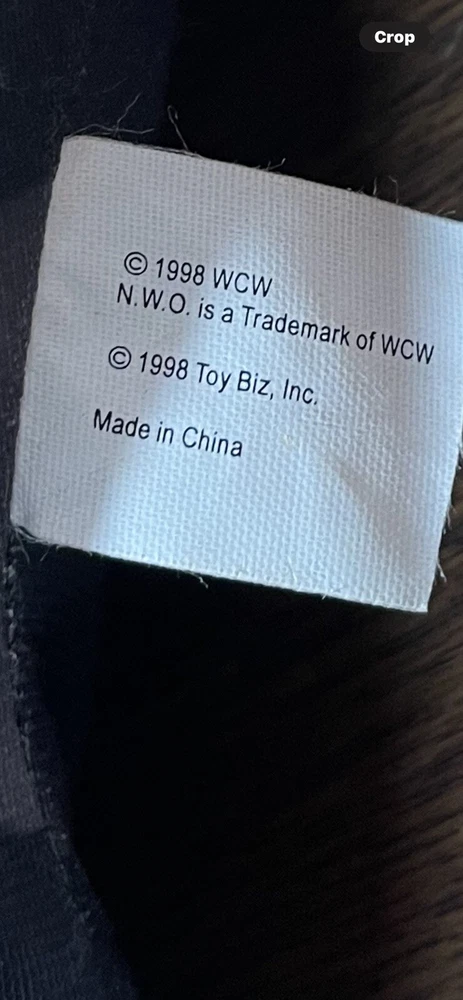 Crop
© 1998 WCW
N.W.O. is a Trademark of WCW
© 1998 Toy Biz, Inc.
Made in China